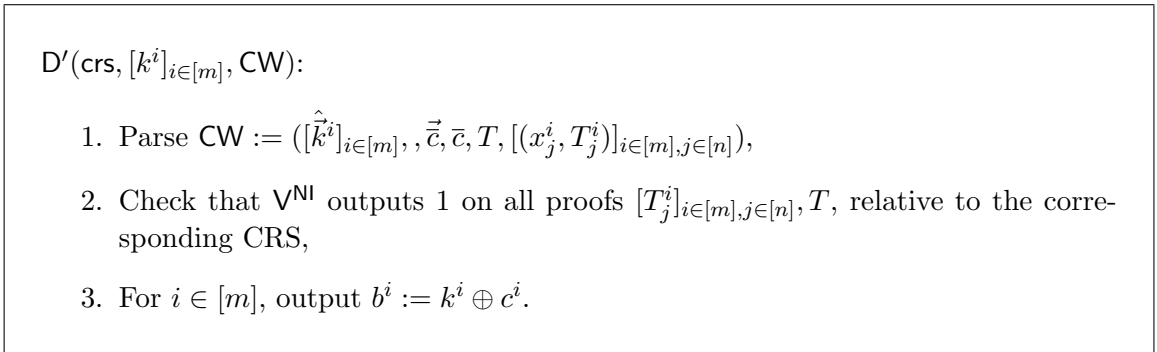 D′(crs, [k^i]_{i∈[m]}, CW):
1. Parse CW := ([\hat{\vec{k}}^i]_{i∈[m]}, , \vec{\bar{c}}, \bar{c}, T, [(x^i_j, T^i_j)]_{i∈[m],j∈[n]}),
2. Check that V^{NI} outputs 1 on all proofs [T^i_j]_{i∈[m],j∈[n]}, T, relative to the corre-
sponding CRS,
3. For i ∈ [m], output b^i := k^i ⊕ c^i.